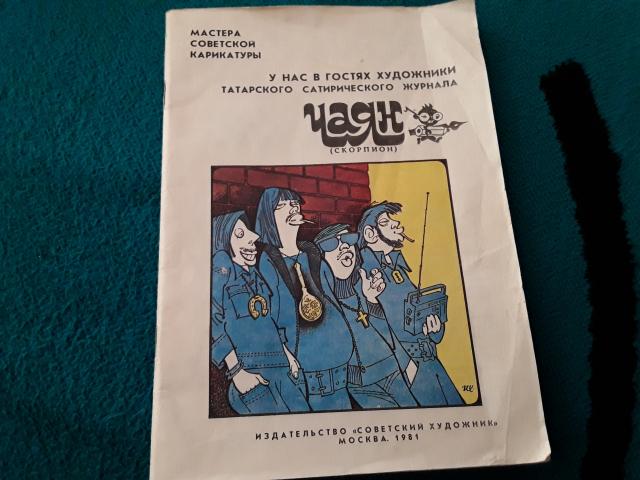 МАСТЕРА
СОВЕТСКОЙ
КАРИКАТУРЫ
У НАС В ГОСТЯХ ХУДОЖНИКИ
ТАТАРСКОГО САТИРИЧЕСКОГО ЖУРНАЛА
ЧАЯН
(СКОРПИОН)
ИЗДАТЕЛЬСТВО «СОВЕТСКИЙ ХУДОЖНИК»
МОСКВА. 1981